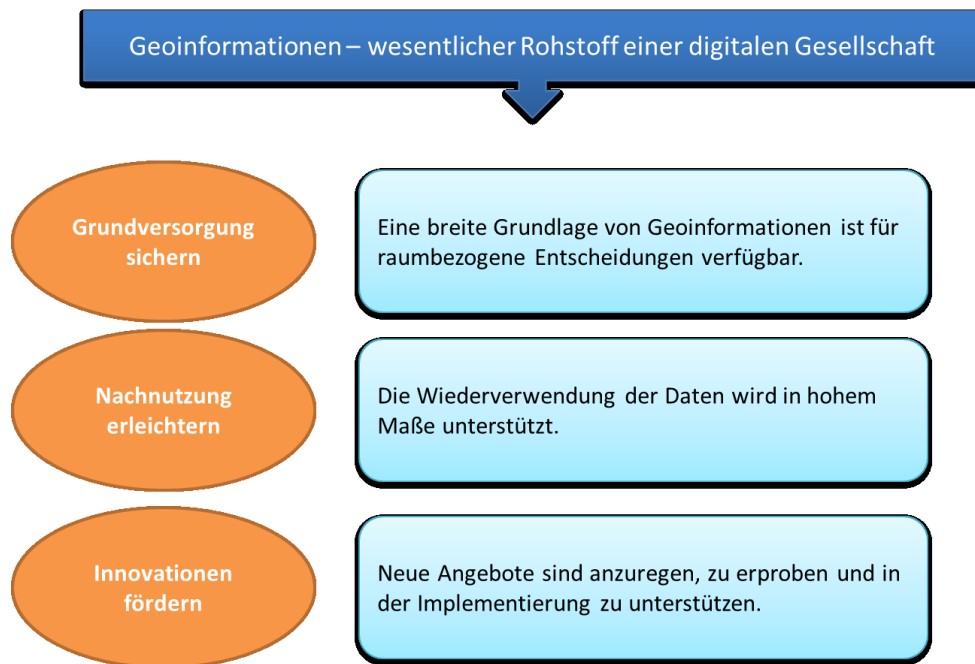 Geoinformationen – wesentlicher Rohstoff einer digitalen Gesellschaft
Grundversorgung
sichern
Eine breite Grundlage von Geoinformationen ist für
raumbezogene Entscheidungen verfügbar.
Nachnutzung
erleichtern
Die Wiederverwendung der Daten wird in hohem
Maße unterstützt.
Innovationen
fördern
Neue Angebote sind anzuregen, zu erproben und in
der Implementierung zu unterstützen.